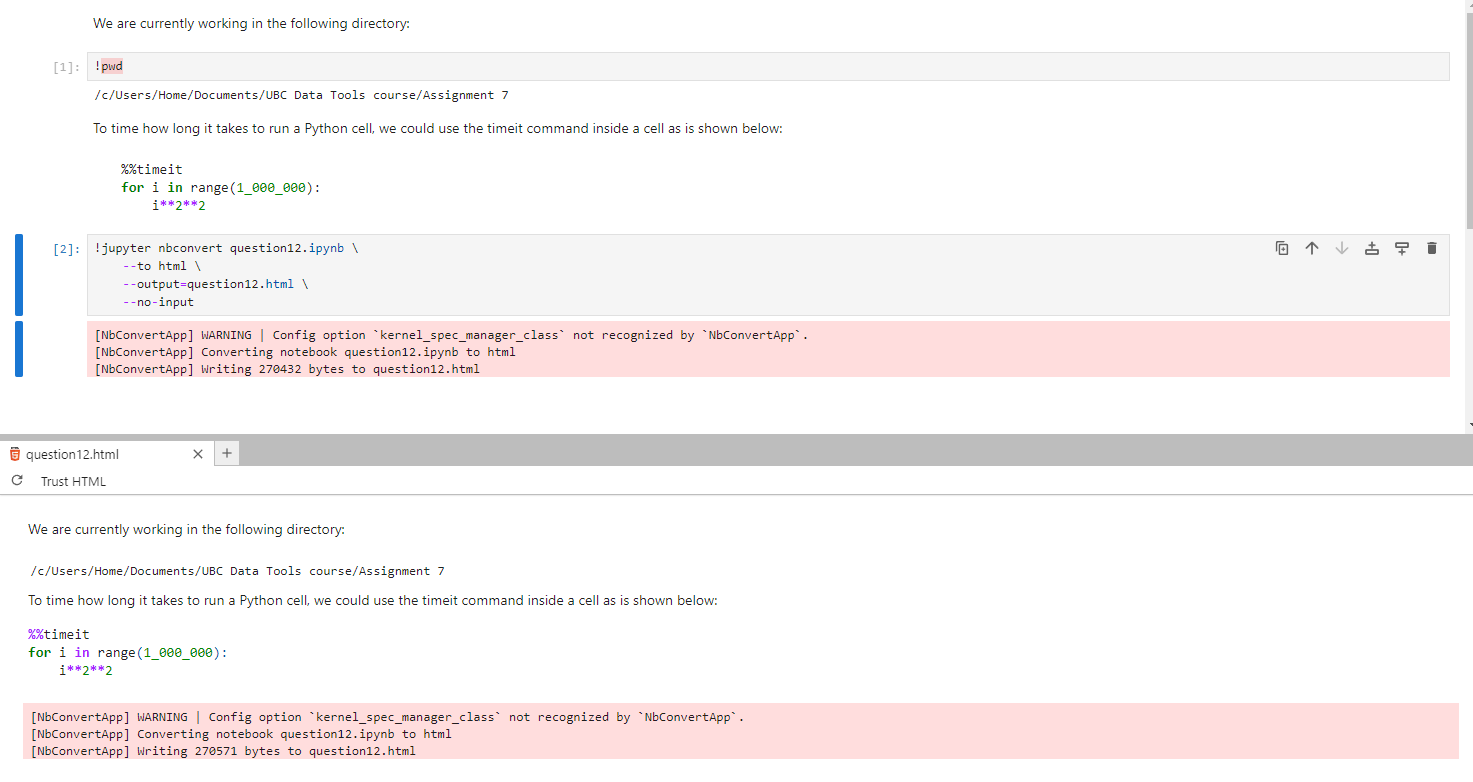 We are currently working in the following directory:
[1]: !pwd
/c/Users/Home/Documents/UBC Data Tools course/Assignment 7
To time how long it takes to run a Python cell, we could use the timeit command inside a cell as is shown below:
%%timeit
for i in range(1_000_000):
    i**2**2
[2]: !jupyter nbconvert question12.ipynb \
    --to html \
    --output=question12.html \
    --no-input
[NbConvertApp] WARNING | Config option `kernel_spec_manager_class` not recognized by `NbConvertApp`.
[NbConvertApp] Converting notebook question12.ipynb to html
[NbConvertApp] Writing 270432 bytes to question12.html
question12.html
Trust HTML
We are currently working in the following directory:
/c/Users/Home/Documents/UBC Data Tools course/Assignment 7
To time how long it takes to run a Python cell, we could use the timeit command inside a cell as is shown below:
%%timeit
for i in range(1_000_000):
    i**2**2
[NbConvertApp] WARNING | Config option `kernel_spec_manager_class` not recognized by `NbConvertApp`.
[NbConvertApp] Converting notebook question12.ipynb to html
[NbConvertApp] Writing 270571 bytes to question12.html